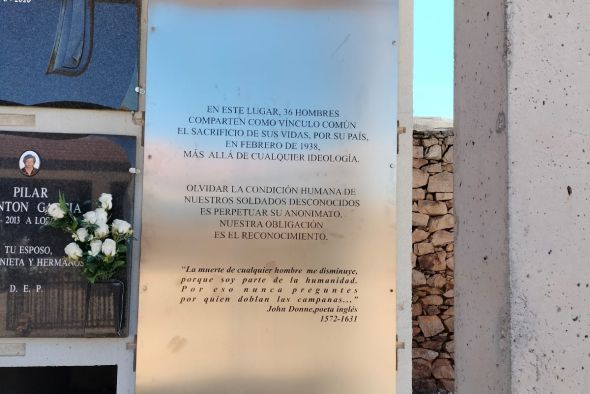 EN ESTE LUGAR, 36 HOMBRES
COMPARTEN COMO VÍNCULO COMÚN
EL SACRIFICIO DE SUS VIDAS, POR SU PAÍS,
EN FEBRERO DE 1938,
MÁS ALLÁ DE CUALQUIER IDEOLOGÍA.
OLVIDAR LA CONDICIÓN HUMANA DE
NUESTROS SOLDADOS DESCONOCIDOS
ES PERPETUAR SU ANONIMATO.
NUESTRA OBLIGACIÓN
ES EL RECONOCIMIENTO.
"La muerte de cualquier hombre me disminuye,
porque soy parte de la humanidad.
Por eso nunca preguntes
por quien doblan las campanas..."
John Donne,poeta inglés
1572-1631
PILAR
2013 A LOS
TU ESPOSO,
NIETA Y HERMANOS
D. E. P.